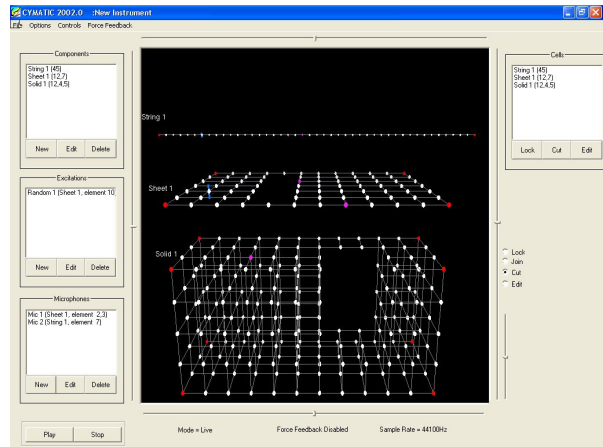 CYMATIC 2002.0 :New Instrument
File Options Controls Force Feedback
Components
String 1 (45)
Sheet 1 (12,7)
Solid 1 (12,4,5)
New Edit Delete
Excitations
Random 1 (Sheet 1, element 10
New Edit Delete
Microphones
Mic 1 (Sheet 1, element 2,3)
Mic 2 (String 1, element 7)
New Edit Delete
Play Stop
String 1
Sheet 1
Solid 1
Mode = Live Force Feedback Disabled Sample Rate = 44100Hz
Cells
String 1 (45)
Sheet 1 (12,7)
Solid 1 (12,4,5)
Lock Cut Edit
Lock
Join
Cut
Edit